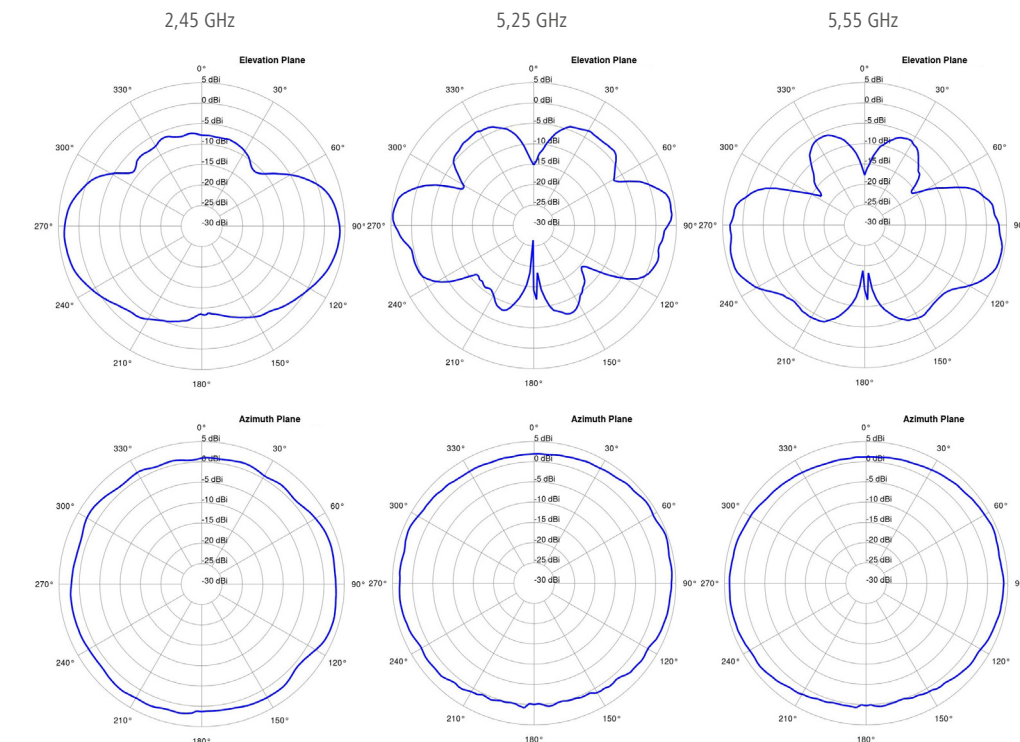 2,45 GHz 5,25 GHz 5,55 GHz
Elevation Plane Elevation Plane Elevation Plane
0° 0° 0°
5 dBi 5 dBi 5 dBi
330° 30° 330° 30° 330° 30°
0 dBi 0 dBi 0 dBi
-5 dBi -5 dBi -5 dBi
300° 60° 300° 60° 300° 60°
-10 dBi -10 dBi -10 dBi
-15 dBi -15 dBi -15 dBi
-20 dBi -20 dBi -20 dBi
-25 dBi -25 dBi -25 dBi
270° -30 dBi 90° 270° -30 dBi 90° 270° -30 dBi 9
240° 120° 240° 120° 240° 120°
210° 150° 210° 150° 210° 150°
180° 180° 180°
Azimuth Plane Azimuth Plane Azimuth Plane
0° 0° 0°
5 dBi 5 dBi 5 dBi
330° 30° 330° 30° 330° 30°
0 dBi 0 dBi 0 dBi
-5 dBi -5 dBi -5 dBi
300° 60° 300° 60° 300° 60°
-10 dBi -10 dBi -10 dBi
-15 dBi -15 dBi -15 dBi
-20 dBi -20 dBi -20 dBi
-25 dBi -25 dBi -25 dBi
270° -30 dBi 90° 270° -30 dBi 90° 270° -30 dBi 9
240° 120° 240° 120° 240° 120°
210° 150° 210° 150° 210° 150°
180° 180° 180°